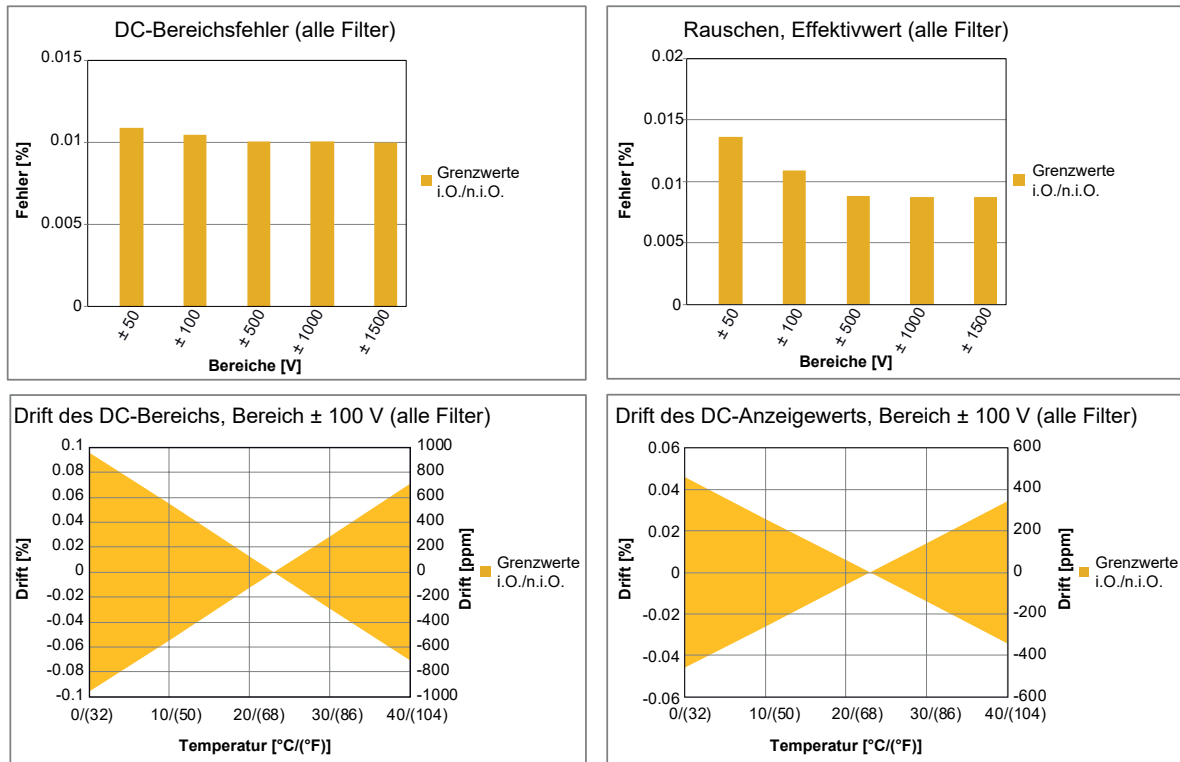 DC-Bereichsfehler (alle Filter)
0.015
0.01
0.005
0
Fehler [%]
± 50
± 100
± 500
± 1000
± 1500
Bereiche [V]
Grenzwerte
i.O./n.i.O.
Rauschen, Effektivwert (alle Filter)
0.02
0.015
0.01
0.005
0
Fehler [%]
± 50
± 100
± 500
± 1000
± 1500
Bereiche [V]
Grenzwerte
i.O./n.i.O.
Drift des DC-Bereichs, Bereich ± 100 V (alle Filter)
0.1
0.08
0.06
0.04
0.02
0
-0.02
-0.04
-0.06
-0.08
-0.1
Drift [%]
1000
800
600
400
200
0
-200
-400
-600
-800
-1000
Drift [ppm]
0/(32)
10/(50)
20/(68)
30/(86)
40/(104)
Temperatur [°C/(°F)]
Grenzwerte
i.O./n.i.O.
Drift des DC-Anzeigewerts, Bereich ± 100 V (alle Filter)
0.06
0.04
0.02
0
-0.02
-0.04
-0.06
Drift [%]
600
400
200
0
-200
-400
-600
Drift [ppm]
0/(32)
10/(50)
20/(68)
30/(86)
40/(104)
Temperatur [°C/(°F)]
Grenzwerte
i.O./n.i.O.